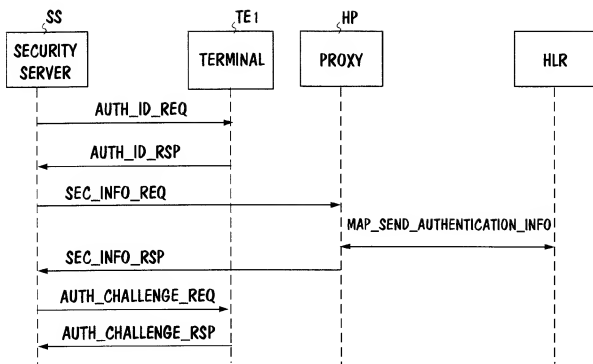 SS
TE1
HP
SECURITY
SERVER
TERMINAL
PROXY
HLR
AUTH_ID_REQ
AUTH_ID_RSP
SEC_INFO_REQ
MAP_SEND_AUTHENTICATION_INFO
SEC_INFO_RSP
AUTH_CHALLENGE_REQ
AUTH_CHALLENGE_RSP